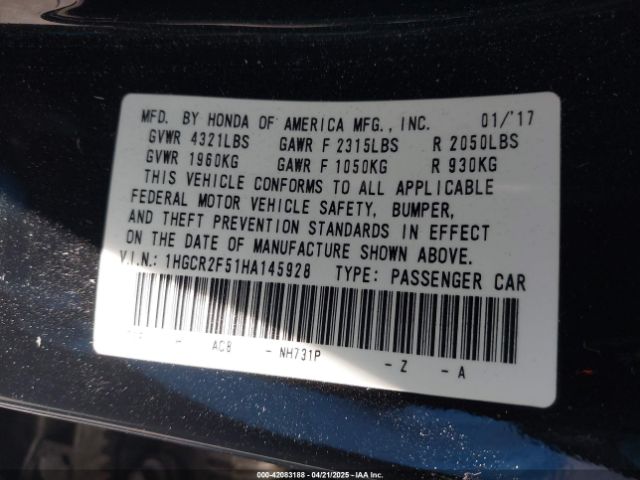 MFD. BY HONDA OF AMERICA MFG., INC. 01/'17
GVWR 4321LBS GAWR F 2315LBS R 2050LBS
GVWR 1960KG GAWR F 1050KG R 930KG
THIS VEHICLE CONFORMS TO ALL APPLICABLE
FEDERAL MOTOR VEHICLE SAFETY, BUMPER,
AND THEFT PREVENTION STANDARDS IN EFFECT
ON THE DATE OF MANUFACTURE SHOWN ABOVE.
V.I.N.: 1HGCR2F51HA145928 TYPE: PASSENGER CAR
- AC8 - NH731P - Z - A
000-42083188 - 04/21/2025 - IAAI.COM